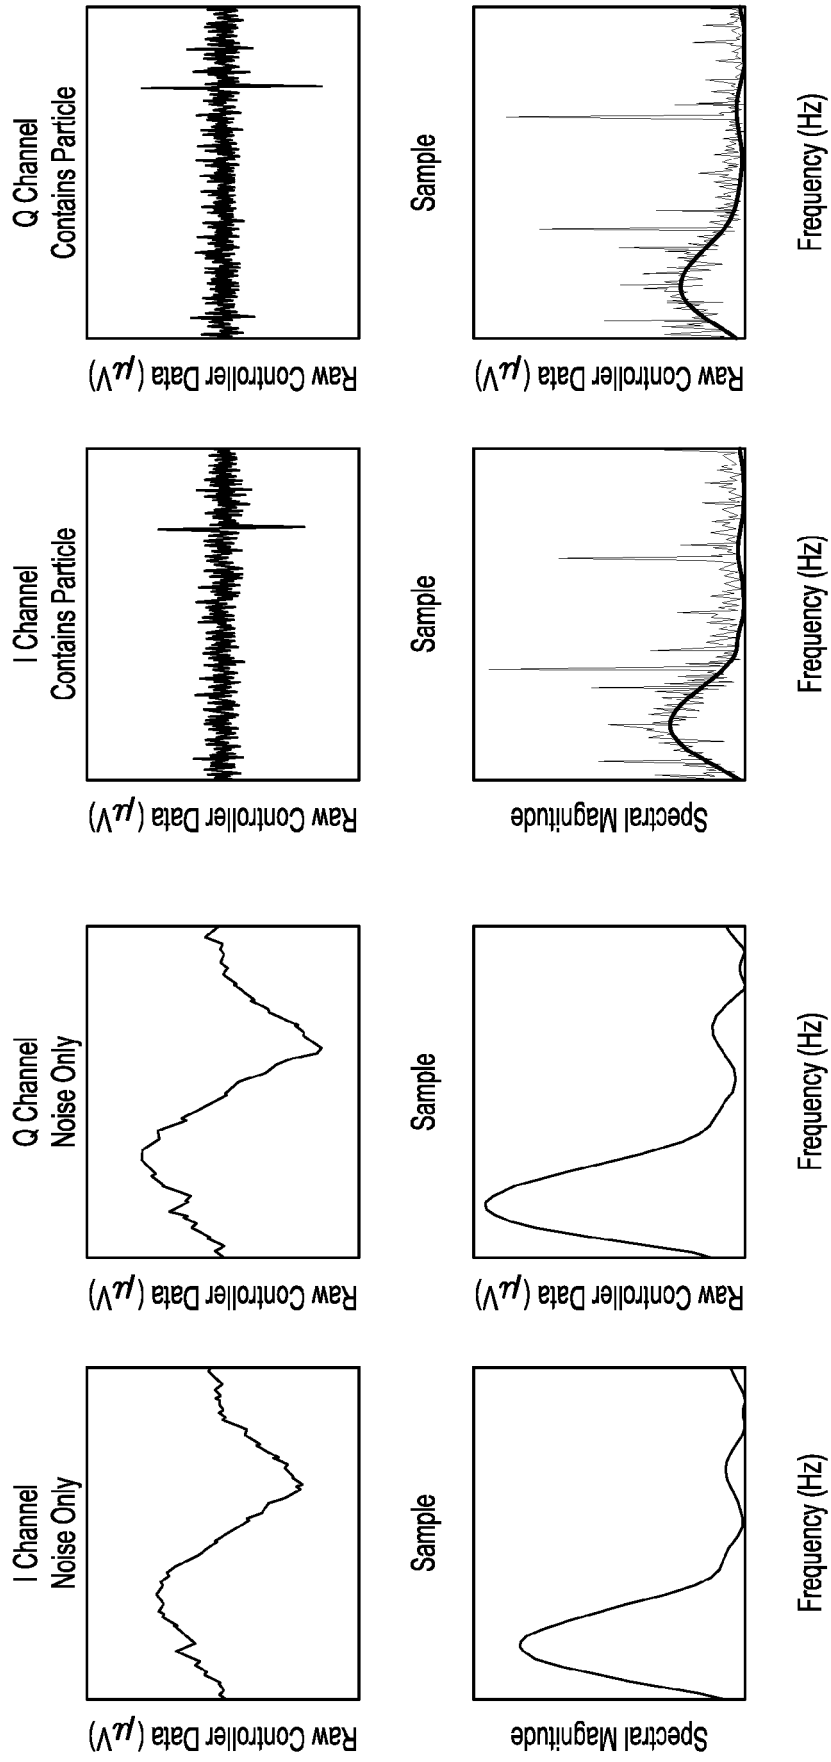 I Channel
Noise Only
Raw Controller Data (μV)
Sample
Q Channel
Noise Only
Raw Controller Data (μV)
Sample
I Channel
Contains Particle
Raw Controller Data (μV)
Sample
Q Channel
Contains Particle
Raw Controller Data (μV)
Sample
Spectral Magnitude
Frequency (Hz)
Raw Controller Data (μV)
Frequency (Hz)
Spectral Magnitude
Frequency (Hz)
Raw Controller Data (μV)
Frequency (Hz)